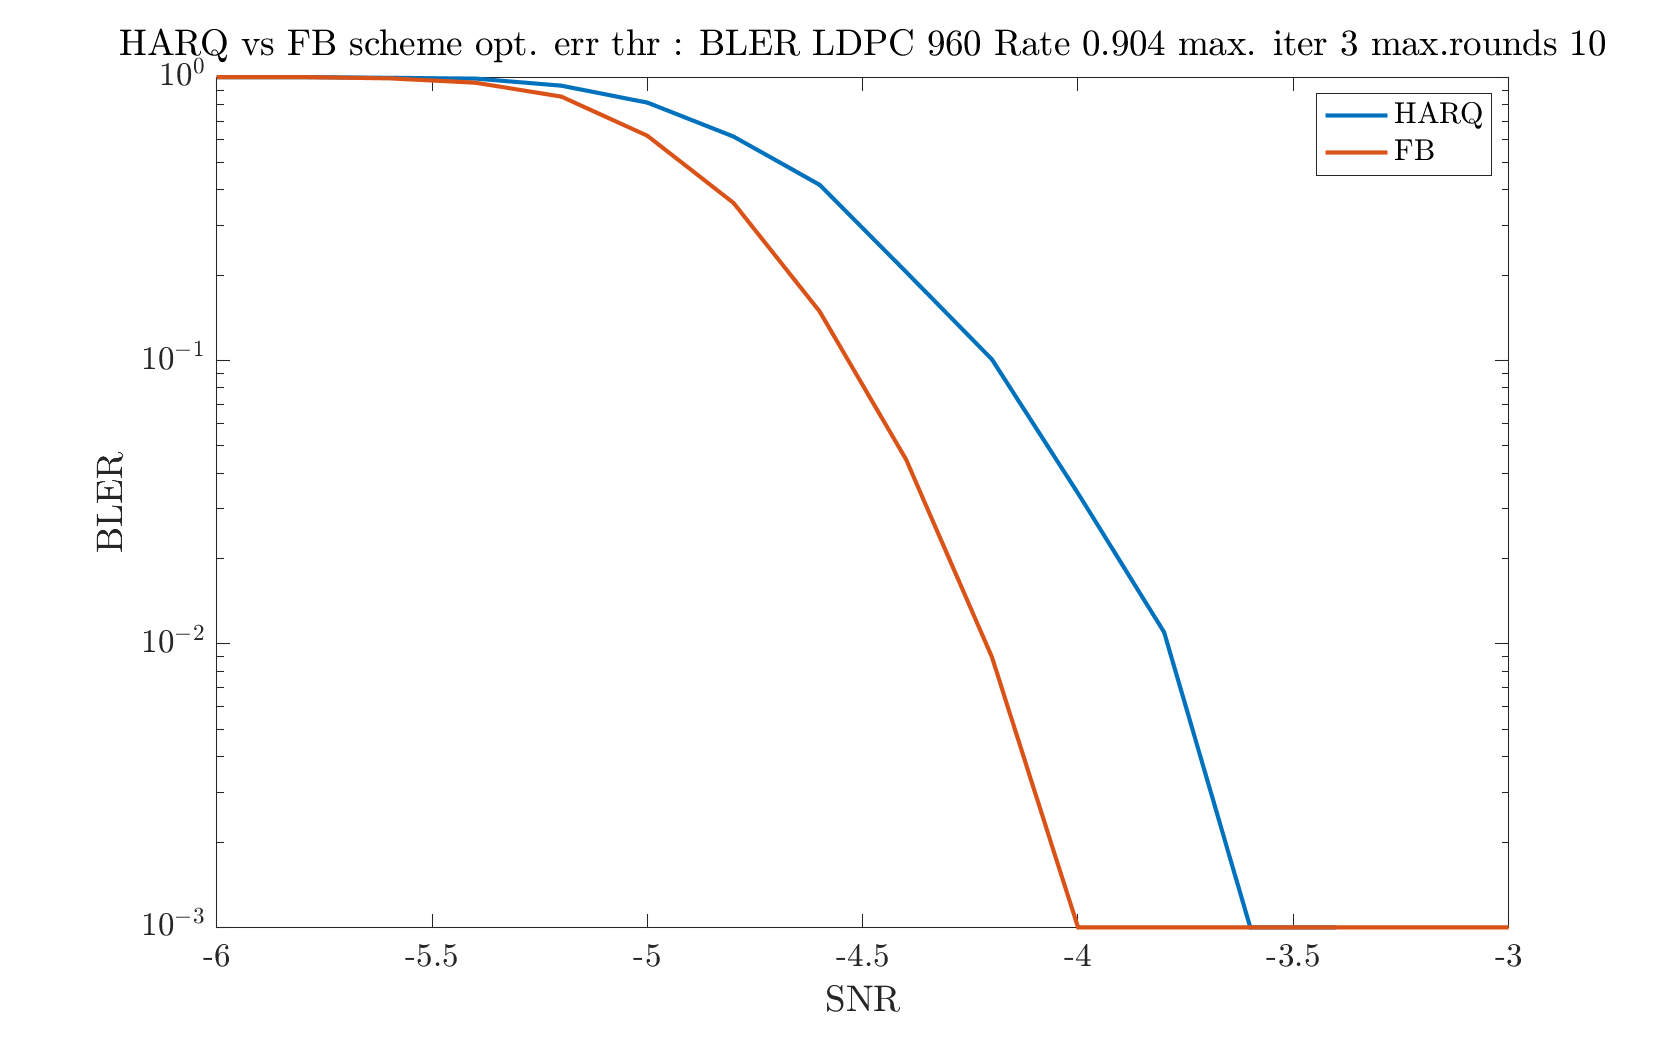 HARQ vs FB scheme opt. err thr : BLER LDPC 960 Rate 0.904 max. iter 3 max.rounds 10
10^0
10^-1
10^-2
10^-3
BLER
HARQ
FB
-6 -5.5 -5 -4.5 -4 -3.5 -3
SNR